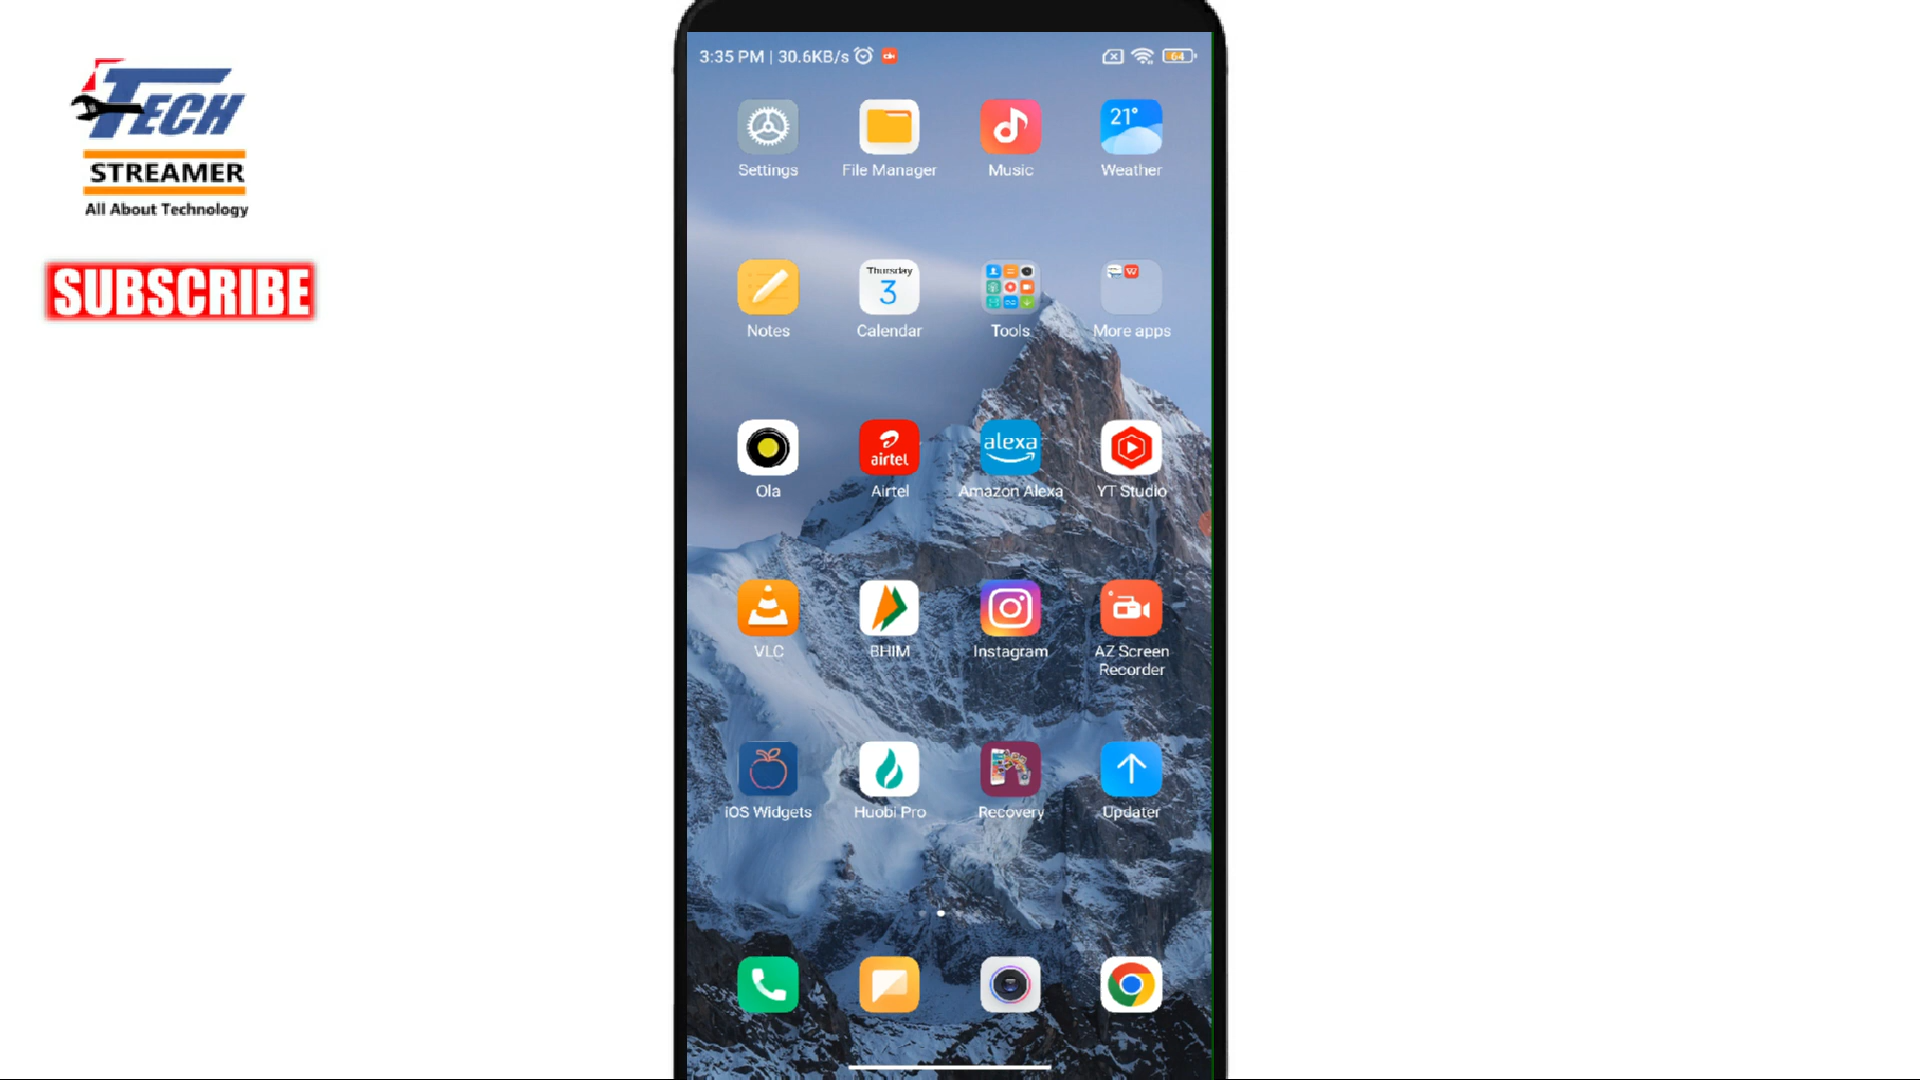 TECH
STREAMER
All About Technology
SUBSCRIBE
3:35 PM | 30.6KB/s
64
Settings
File Manager
Music
21°
Weather
Notes
Thursday
3
Calendar
Tools
W
More apps
Ola
airtel
Airtel
alexa
Amazon Alexa
YT Studio
VLC
BHIM
Instagram
AZ Screen
Recorder
iOS Widgets
Huobi Pro
Recovery
Updater